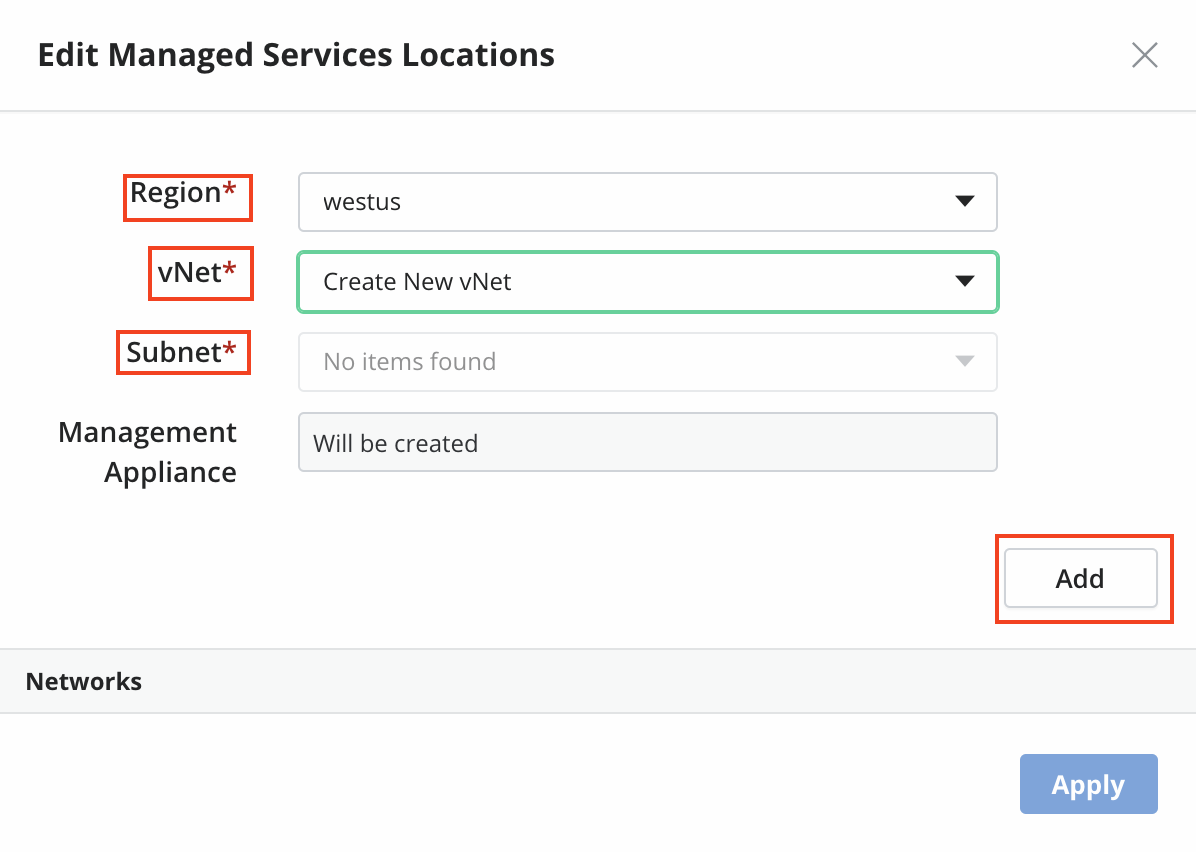 Edit Managed Services Locations
Region*
westus
vNet*
Create New vNet
Subnet*
No items found
Management
Appliance
Will be created
Add
Networks
Apply